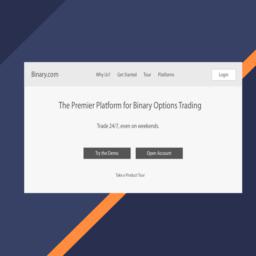 Binary.com Why Us? Get Started Tour Platforms Login
The Premier Platform for Binary Options Trading
Trade 24/7, even on weekends.
Try the Demo Open Account
Take a Product Tour